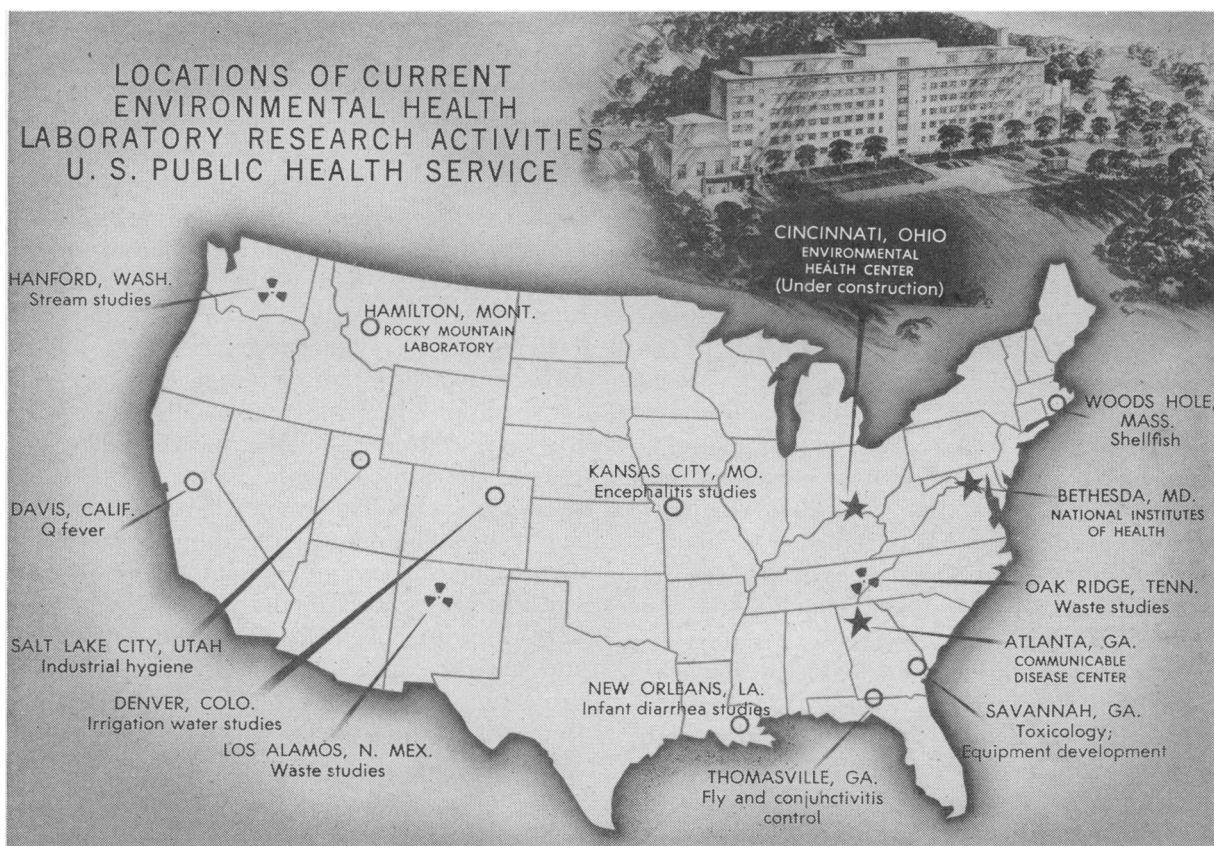 LOCATIONS OF CURRENT
ENVIRONMENTAL HEALTH
LABORATORY RESEARCH ACTIVITIES
U. S. PUBLIC HEALTH SERVICE
CINCINNATI, OHIO
ENVIRONMENTAL
HEALTH CENTER
(Under construction)
HANFORD, WASH.
Stream studies
HAMILTON, MONT.
ROCKY MOUNTAIN
LABORATORY
WOODS HOLE,
MASS.
Shellfish
KANSAS CITY, MO.
Encephalitis studies
DAVIS, CALIF.
Q fever
BETHESDA, MD.
NATIONAL INSTITUTES
OF HEALTH
OAK RIDGE, TENN.
Waste studies
SALT LAKE CITY, UTAH
Industrial hygiene
ATLANTA, GA.
COMMUNICABLE
DISEASE CENTER
DENVER, COLO.
Irrigation water studies
NEW ORLEANS, LA.
Infant diarrhea studies
SAVANNAH, GA.
Toxicology;
Equipment development
LOS ALAMOS, N. MEX.
Waste studies
THOMASVILLE, GA.
Fly and conjunctivitis
control